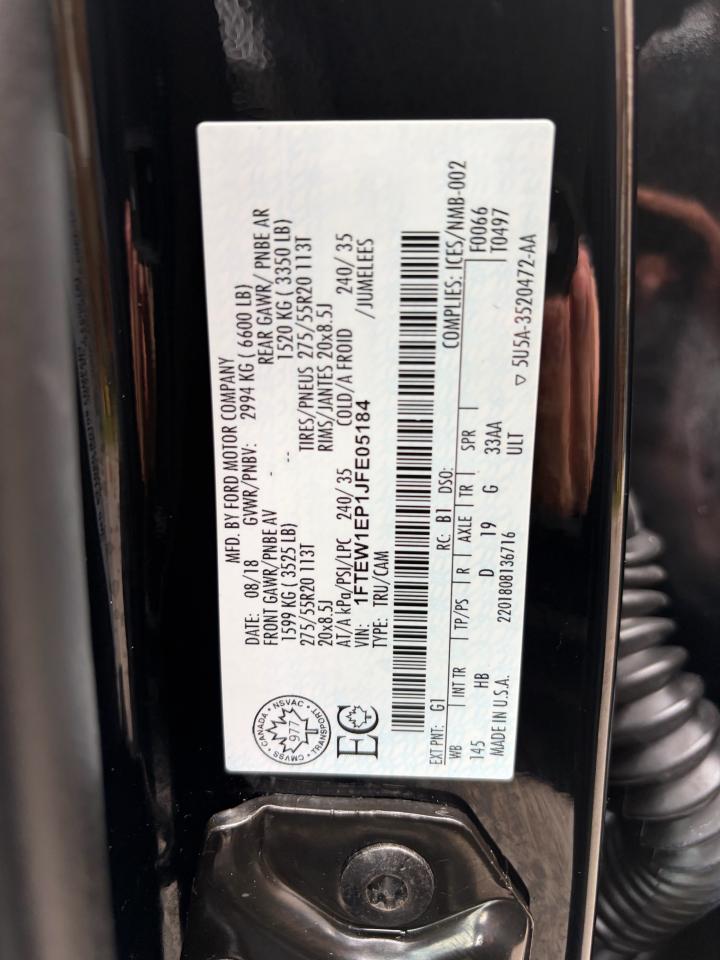 MFD. BY FORD MOTOR COMPANY
DATE: 08/18 GVWR/PNBV: 2994 KG ( 6600 LB)
FRONT GAWR/PNBE AV REAR GAWR/ PNBE AR
1599 KG ( 3525 LB) -- 1520 KG ( 3350 LB)
275/55R20 113T -- TIRES/PNEUS 275/55R20 113T
20x8.5J RIMS/JANTES 20x8.5J
AT/A kPa/PSI/LPC 240/ 35 COLD/A FROID 240/ 35
VIN: 1FTEW1EP1JFE05184 /JUMELEES
TYPE: TRU/CAM
CANADA • NSVAC • TRANSPORT • CMVSS •
977
T
EC
EXT PNT: G1 RC: B1 DSO: COMPLIES: ICES/NMB-002
WB INT TR TP/PS R AXLE TR SPR F0066
145 HB D 19 G 33AA T0497
MADE IN U.S.A. 2201808136716 ULT
▽ 5U5A-3520472-AA